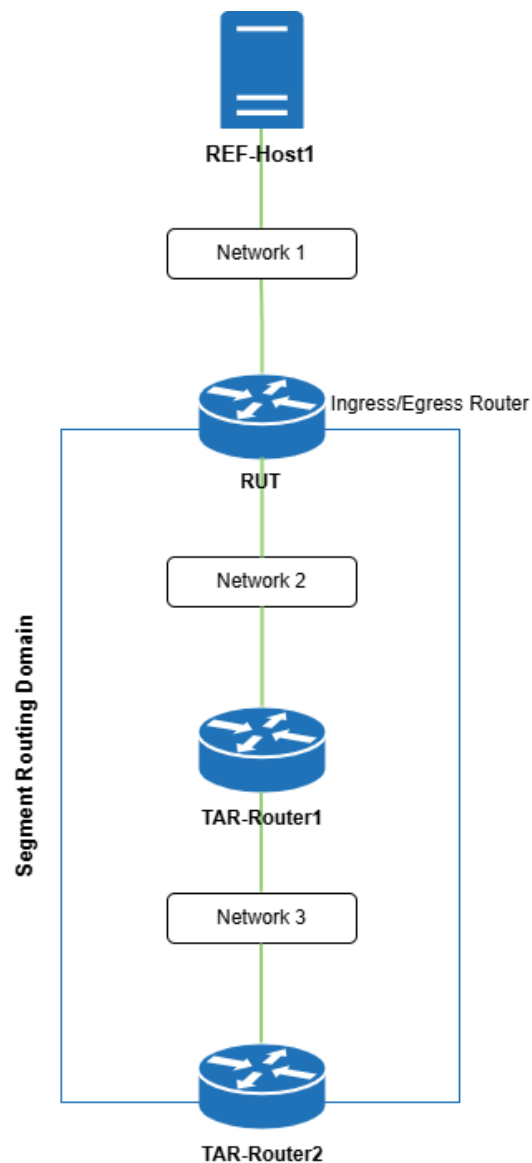 REF-Host1
Network 1
Ingress/Egress Router
RUT
Network 2
Segment Routing Domain
TAR-Router1
Network 3
TAR-Router2